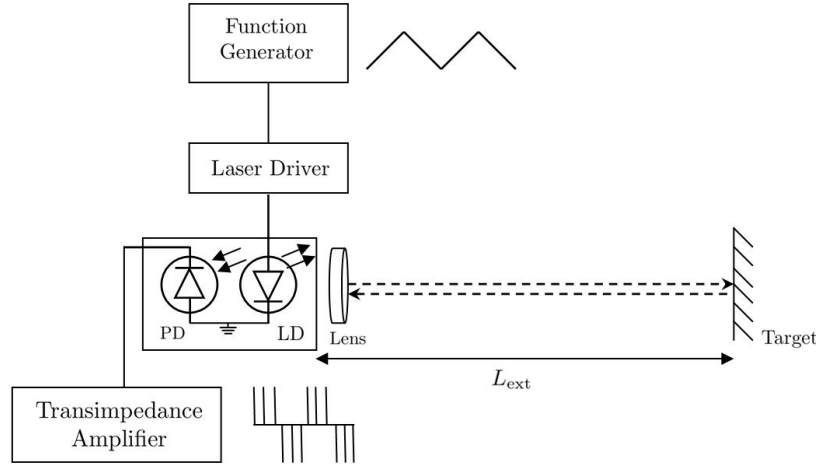 Function
Generator
Laser Driver
PD
LD
Lens
Target
L_ext
Transimpedance
Amplifier